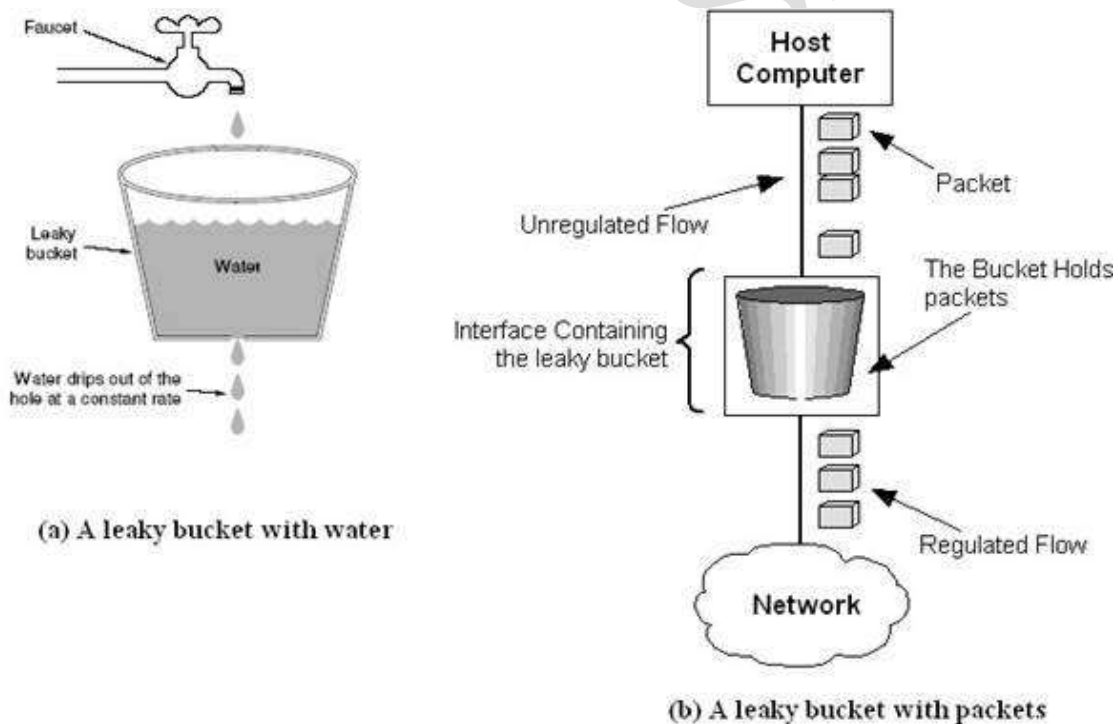 Faucet
Leaky
bucket
Water
Water drips out of the
hole at a constant rate
(a) A leaky bucket with water
Host
Computer
Packet
Unregulated Flow
The Bucket Holds
packets
Interface Containing
the leaky bucket
Regulated Flow
Network
(b) A leaky bucket with packets